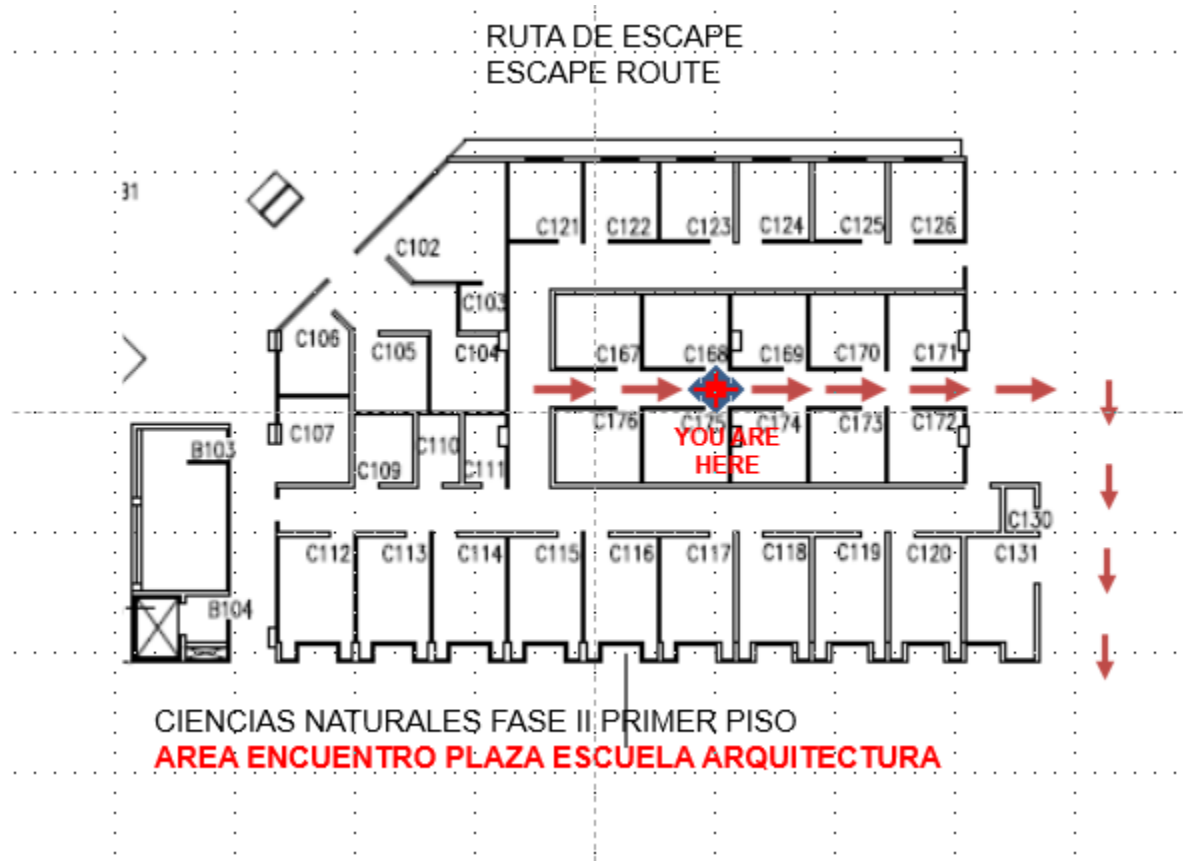 RUTA DE ESCAPE
ESCAPE ROUTE
C121 C122 C123 C124 C125 C126
C102
C103
C106 C105 C104 C167 C168 C169 C170 C171
C176 C175 C174 C173 C172
YOU ARE
HERE
C107 C110
B103
C109 C111
C130
C112 C113 C114 C115 C116 C117 C118 C119 C120 C131
B104
CIENCIAS NATURALES FASE II PRIMER PISO
AREA ENCUENTRO PLAZA ESCUELA ARQUITECTURA